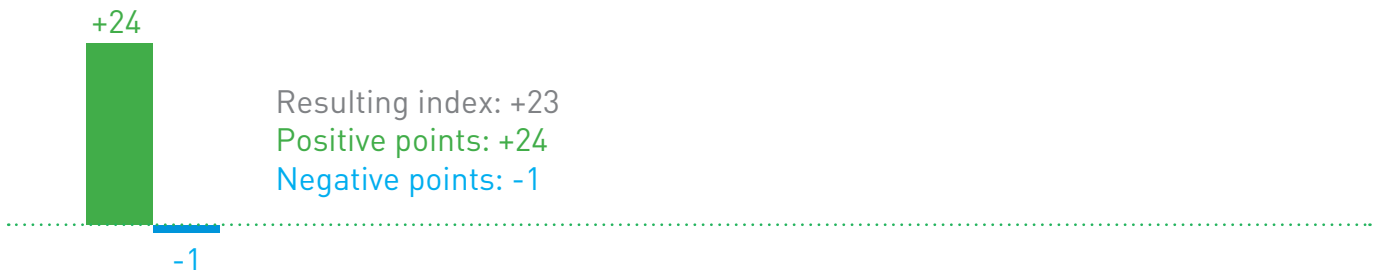 +24
Resulting index: +23
Positive points: +24
Negative points: -1
-1